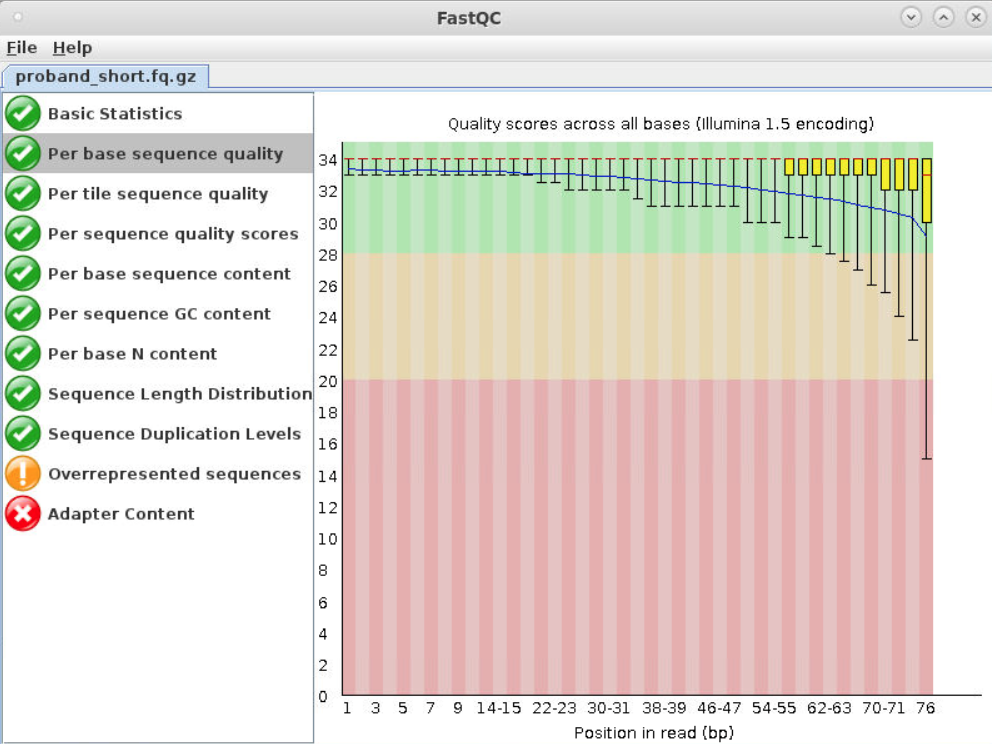 FastQC
File Help
proband_short.fq.gz
Basic Statistics
Per base sequence quality
Per tile sequence quality
Per sequence quality scores
Per base sequence content
Per sequence GC content
Per base N content
Sequence Length Distribution
Sequence Duplication Levels
Overrepresented sequences
Adapter Content
Quality scores across all bases (Illumina 1.5 encoding)
34
32
30
28
26
24
22
20
18
16
14
12
10
8
6
4
2
0
1 3 5 7 9 14-15 22-23 30-31 38-39 46-47 54-55 62-63 70-71 76
Position in read (bp)